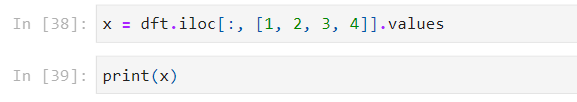 In [38]: x = dft.iloc[:, [1, 2, 3, 4]].values
In [39]: print(x)